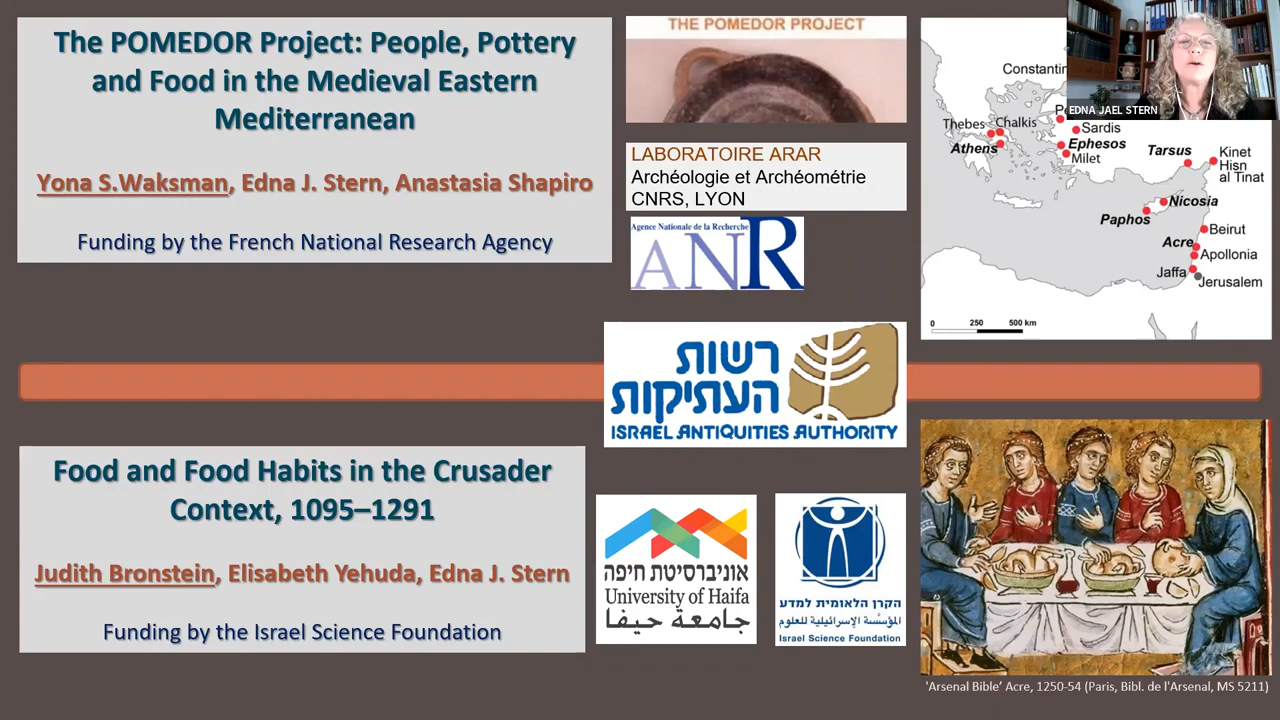 The POMEDOR Project: People, Pottery
and Food in the Medieval Eastern
Mediterranean
Yona S.Waksman, Edna J. Stern, Anastasia Shapiro
Funding by the French National Research Agency
THE POMEDOR PROJECT
LABORATOIRE ARAR
Archéologie et Archéométrie
CNRS, LYON
Agence Nationale de la Recherche
ANR
Constantin
EDNA JAEL STERN
Thebes
Chalkis
Athens
Sardis
Ephesos
Milet
Tarsus
Kinet
Hisn
al Tinat
Nicosia
Paphos
Beirut
Acre
Apollonia
Jaffa
Jerusalem
0 250 500 km
רשות
העתיקות
ISRAEL ANTIQUITIES AUTHORITY
Food and Food Habits in the Crusader
Context, 1095–1291
Judith Bronstein, Elisabeth Yehuda, Edna J. Stern
Funding by the Israel Science Foundation
אוניברסיטת חיפה
University of Haifa
جامعة حيفا
הקרן הלאומית למדע
المؤسّسة الإسرائيلية للعلوم
Israel Science Foundation
'Arsenal Bible' Acre, 1250-54 (Paris, Bibl. de l'Arsenal, MS 5211)